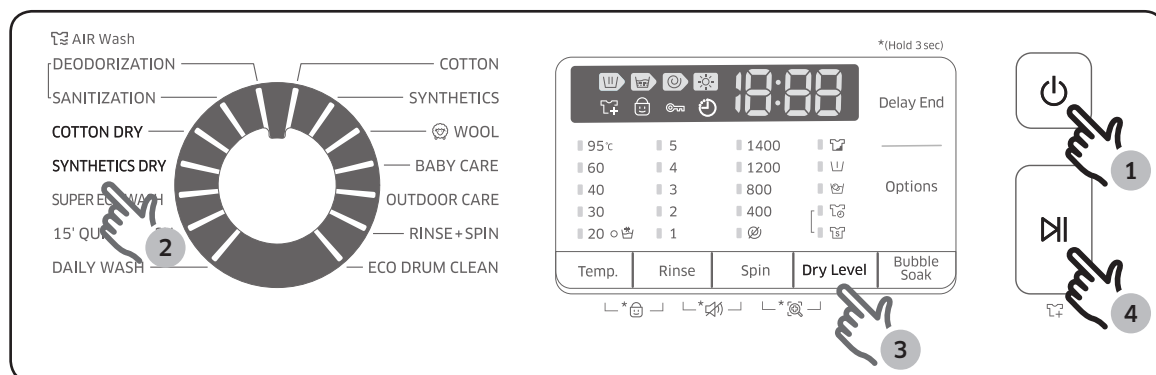 AIR Wash
DEODORIZATION
SANITIZATION
COTTON DRY
SYNTHETICS DRY
SUPER E WASH
15' QU
DAILY WASH
COTTON
SYNTHETICS
WOOL
BABY CARE
OUTDOOR CARE
RINSE+SPIN
ECO DRUM CLEAN
2
*(Hold 3 sec)
18:88
Delay End
Options
95℃ 5 1400
60 4 1200
40 3 800
30 2 400
20 1
Temp. Rinse Spin Dry Level Bubble Soak
* * *
3
1
4